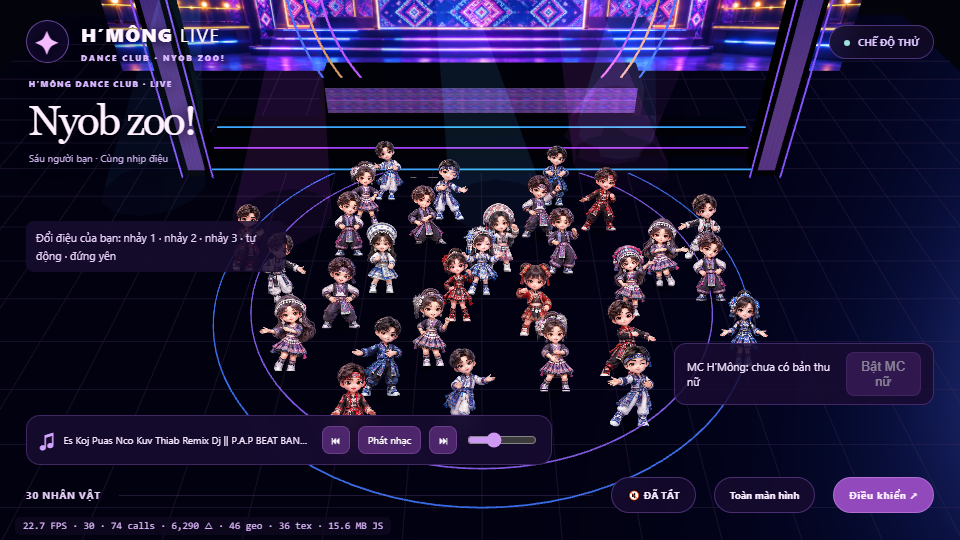 H'MÔNG LIVE
DANCE CLUB · NYOB ZOO!
CHẾ ĐỘ THỬ
H'MÔNG DANCE CLUB · LIVE
Nyob zoo!
Sáu người bạn · Cùng nhịp điệu
Đổi điệu của bạn: nhảy 1 · nhảy 2 · nhảy 3 · tự
động · đứng yên
MC H'Mông: chưa có bản thu
nữ
Bật MC
nữ
Es Koj Puas Nco Kuv Thiab Remix Dj || P.A.P BEAT BAN...
Phát nhạc
30 NHÂN VẬT
ĐÃ TẮT
Toàn màn hình
Điều khiển ↗
22.7 FPS · 30 · 74 calls · 6,290 △ · 46 geo · 36 tex · 15.6 MB JS